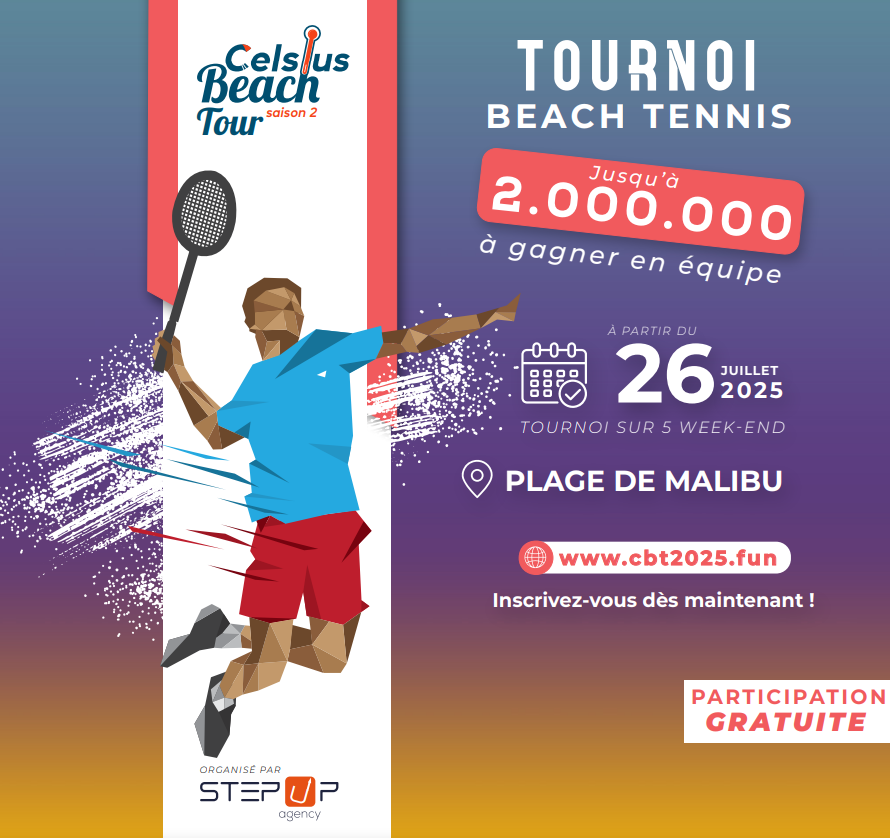 Celsius
Beach
Tour saison 2
TOURNOI
BEACH TENNIS
Jusqu'à
2.000.000
à gagner en équipe
À PARTIR DU
26 JUILLET
2025
TOURNOI SUR 5 WEEK-END
PLAGE DE MALIBU
www.cbt2025.fun
Inscrivez-vous dès maintenant !
PARTICIPATION
GRATUITE
ORGANISÉ PAR
STEP UP
agency